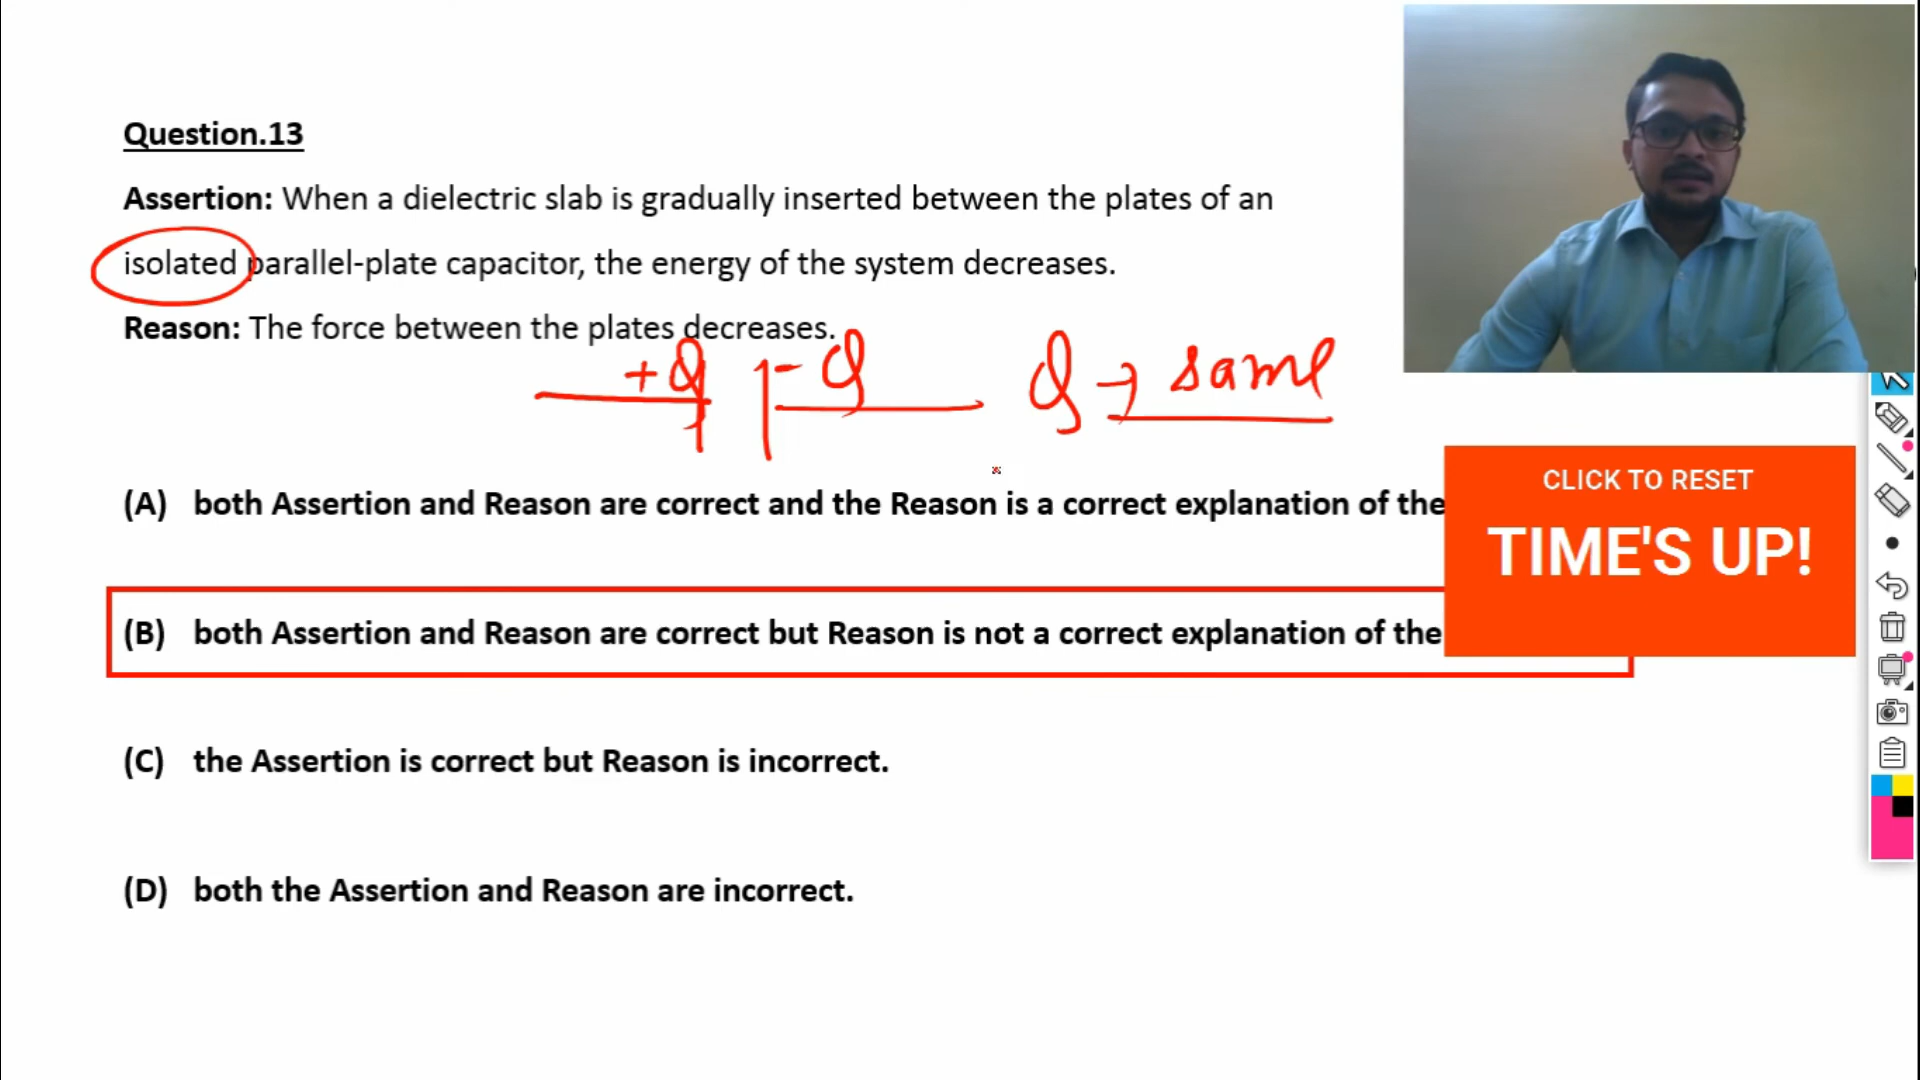 Question.13
Assertion: When a dielectric slab is gradually inserted between the plates of an
isolated parallel-plate capacitor, the energy of the system decreases.
Reason: The force between the plates decreases.
+Q -Q Q → same
(A) both Assertion and Reason are correct and the Reason is a correct explanation of the
CLICK TO RESET
TIME'S UP!
(B) both Assertion and Reason are correct but Reason is not a correct explanation of the
(C) the Assertion is correct but Reason is incorrect.
(D) both the Assertion and Reason are incorrect.